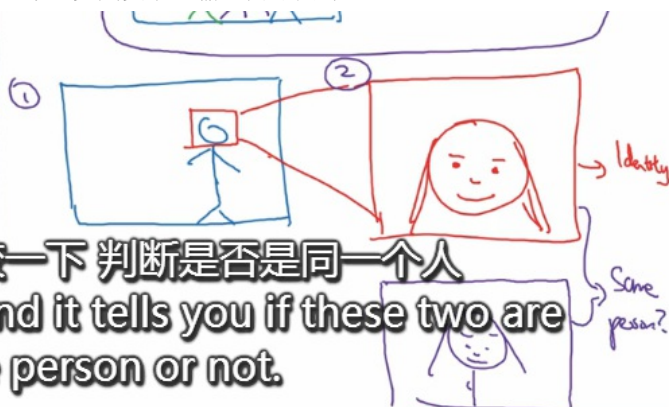 ①
②
Identity
一下 判断是否是同一个人
nd it tells you if these two are
person or not.
Same
person?